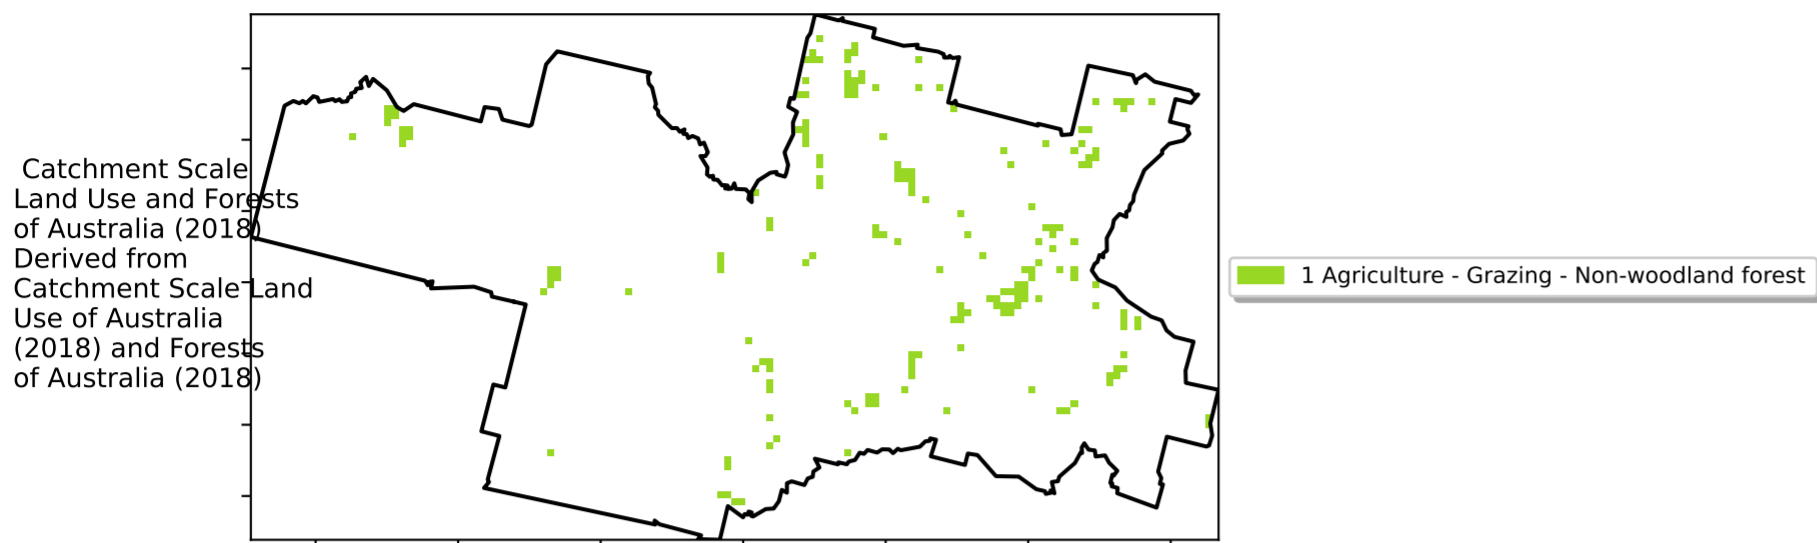 Catchment Scale
Land Use and Forests
of Australia (2018)
Derived from
Catchment Scale Land
Use of Australia
(2018) and Forests
of Australia (2018)
1 Agriculture - Grazing - Non-woodland forest